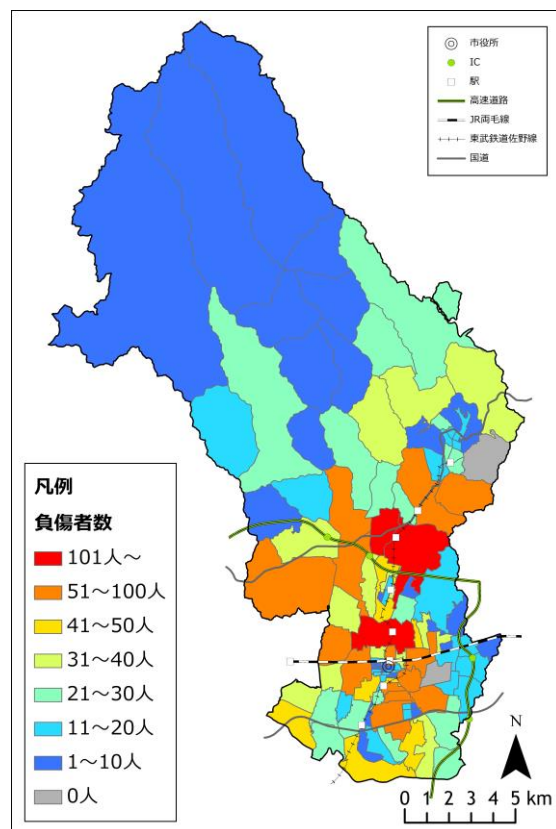 市役所
IC
駅
高速道路
JR両毛線
東武鉄道佐野線
国道
凡例
負傷者数
101人～
51～100人
41～50人
31～40人
21～30人
11～20人
1～10人
0人
N
0 1 2 3 4 5 km